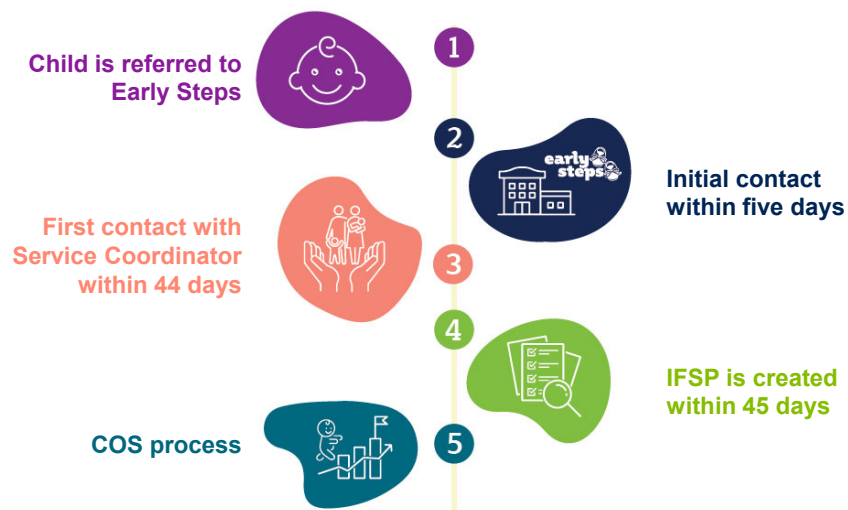 1
Child is referred to
Early Steps
2
early
steps
Initial contact
within five days
First contact with
Service Coordinator
within 44 days
3
4
IFSP is created
within 45 days
COS process
5